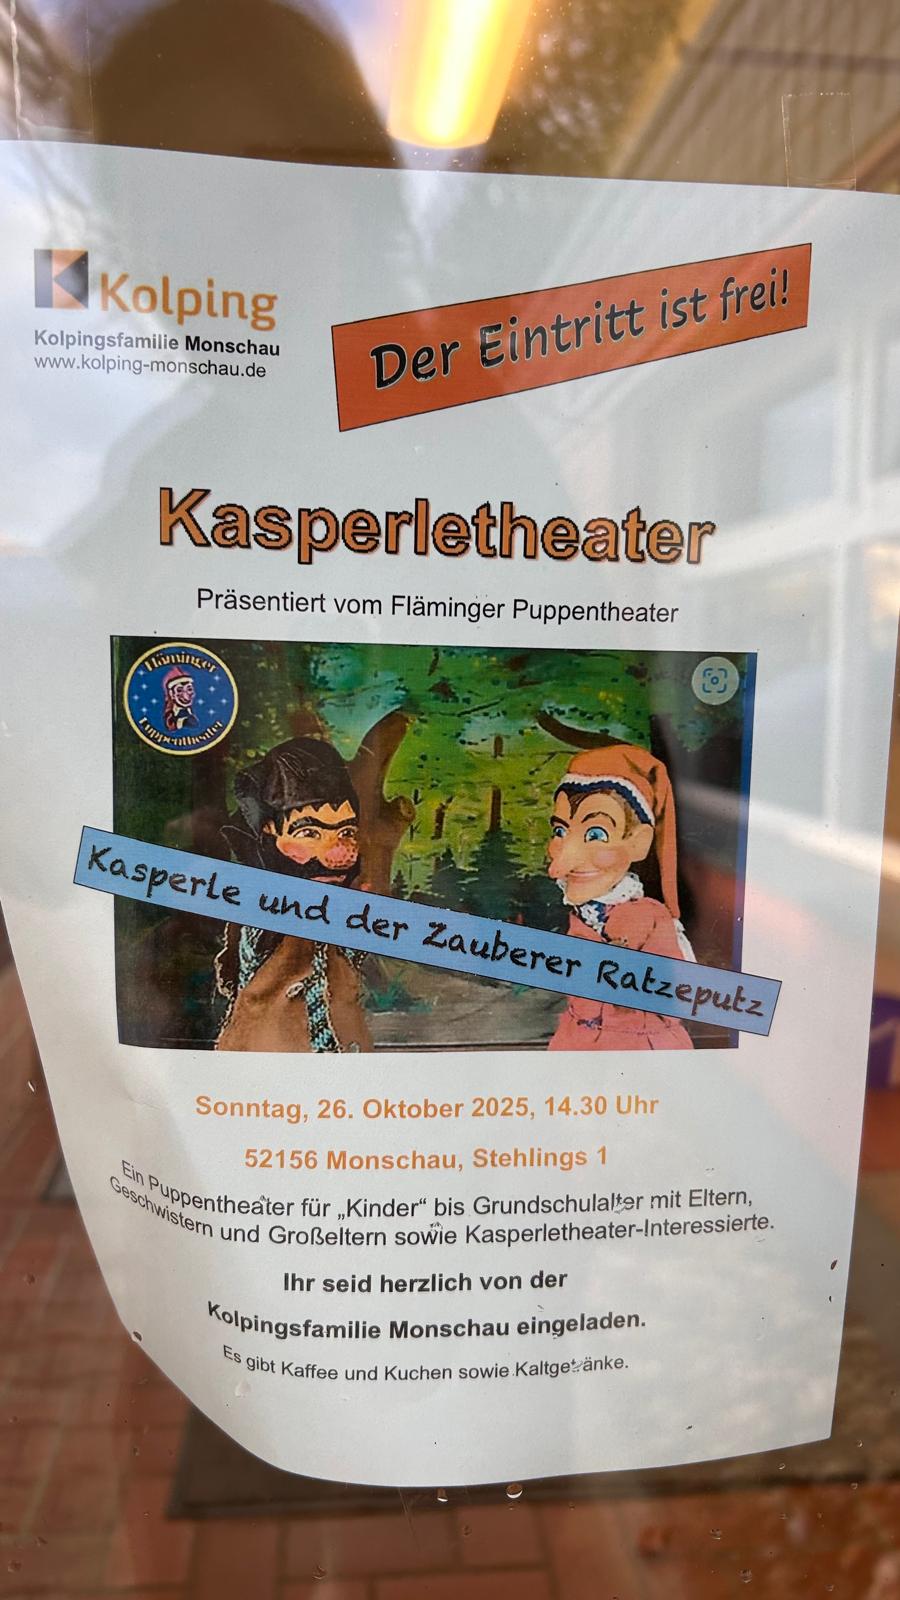 Kolping
Kolpingsfamilie Monschau
www.kolping-monschau.de
Der Eintritt ist frei!
Kasperletheater
Präsentiert vom Fläminger Puppentheater
Fläminger
Puppentheater
Kasperle und der Zauberer Ratzeputz
Sonntag, 26. Oktober 2025, 14.30 Uhr
52156 Monschau, Stehlings 1
Ein Puppentheater für „Kinder“ bis Grundschulalter mit Eltern,
Geschwistern und Großeltern sowie Kasperletheater-Interessierte.
Ihr seid herzlich von der
Kolpingsfamilie Monschau eingeladen.
Es gibt Kaffee und Kuchen sowie Kaltgetränke.